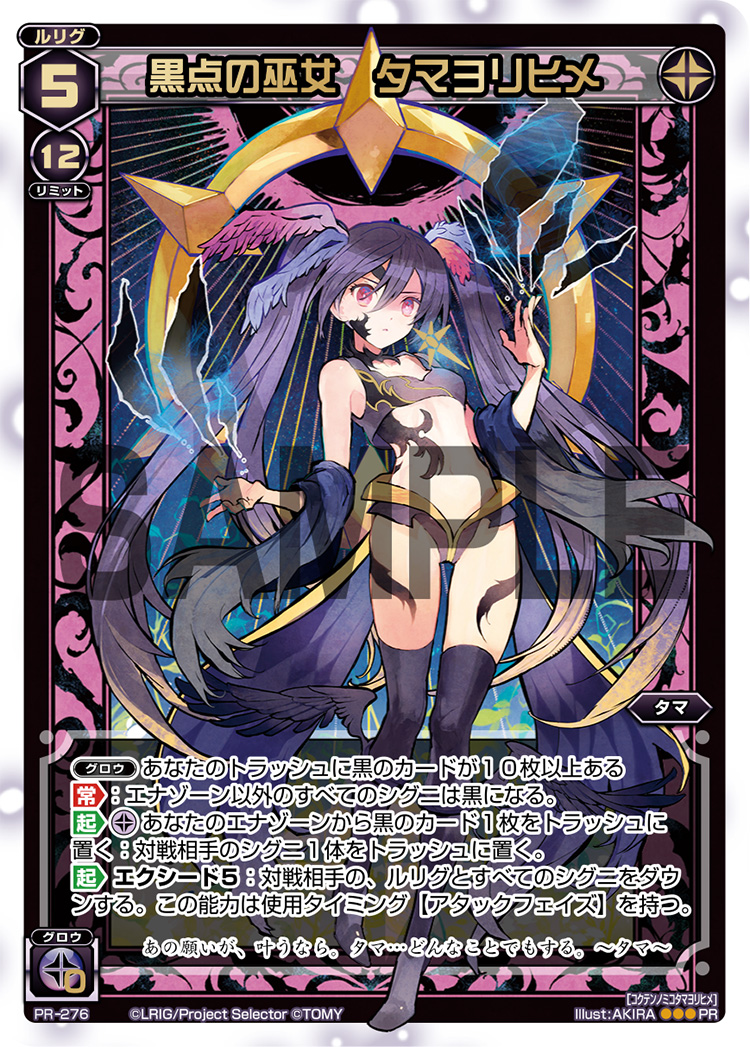 ルリグ
5
黒点の巫女 タマヨリヒメ
12
リミット
SAMPLE
タマ
グロウ あなたのトラッシュに黒のカードが10枚以上ある
常：エナゾーン以外のすべてのシグニは黒になる。
起 あなたのエナゾーンから黒のカード1枚をトラッシュに
置く：対戦相手のシグニ1体をトラッシュに置く。
起 エクシード5：対戦相手の、ルリグとすべてのシグニをダウ
ンする。この能力は使用タイミング【アタックフェイズ】を持つ。
あの願いが、叶うなら。タマ…どんなことでもする。～タマ～
グロウ
0
[コクテンノミコタマヨリヒメ]
PR-276 ©LRIG/Project Selector ©TOMY Illust:AKIRA PR